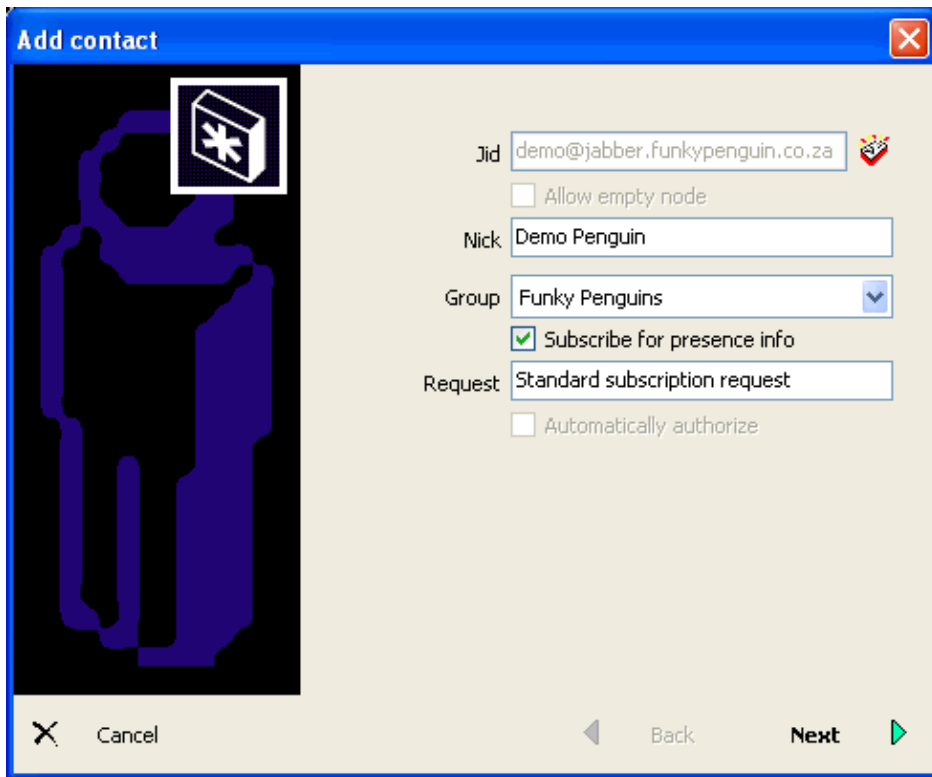 Add contact
Jid demo@jabber.funkypenguin.co.za
Allow empty node
Nick Demo Penguin
Group Funky Penguins
Subscribe for presence info
Request Standard subscription request
Automatically authorize
Cancel Back Next